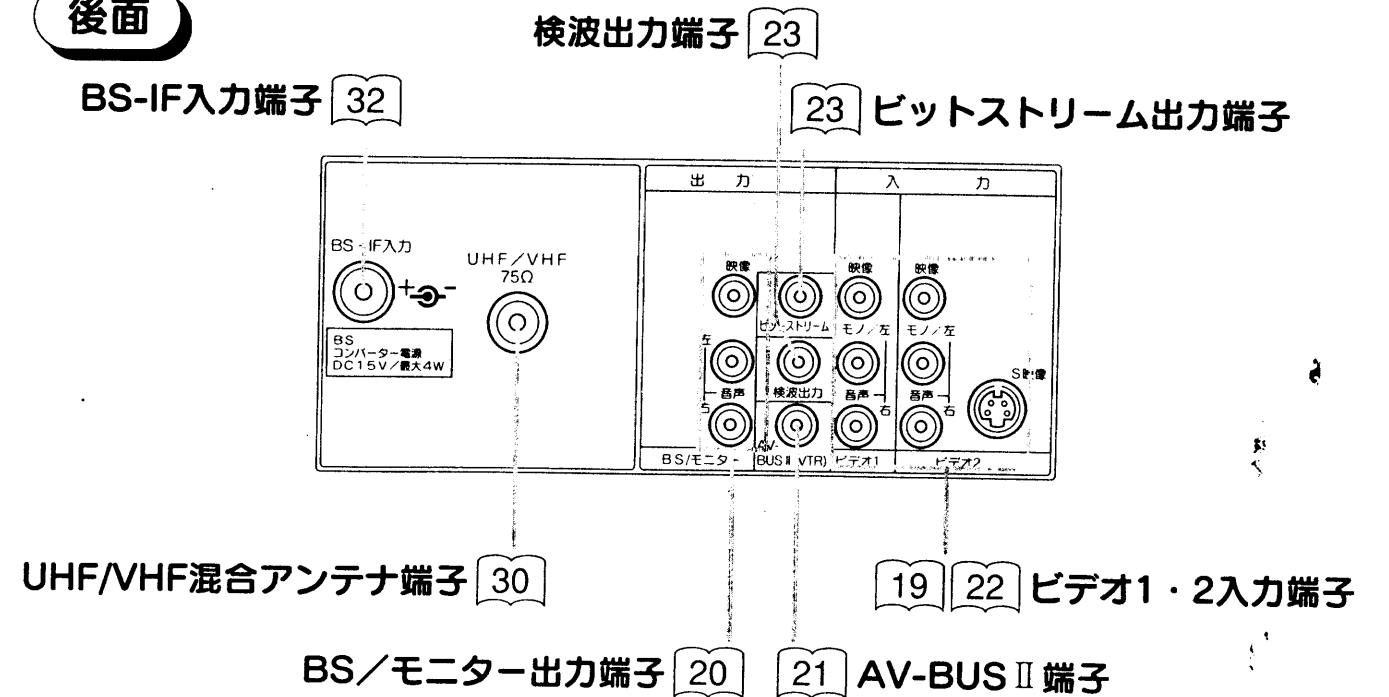 後面
検波出力端子 23
BS-IF入力端子 32
23 ビットストリーム出力端子
出力
入力
BS-IF入力
UHF/VHF
75Ω
BS
コンバーター電源
DC15V/最大4W
映像
映像
映像
ビットストリーム
モノ/左
モノ/左
左
S映像
音声
検波出力
音声
音声
右
右
右
BS/モニター
AV-
BUSⅡ(VTR)
ビデオ1
ビデオ2
UHF/VHF混合アンテナ端子 30
19 22 ビデオ1・2入力端子
BS/モニター出力端子 20
21 AV-BUSⅡ端子